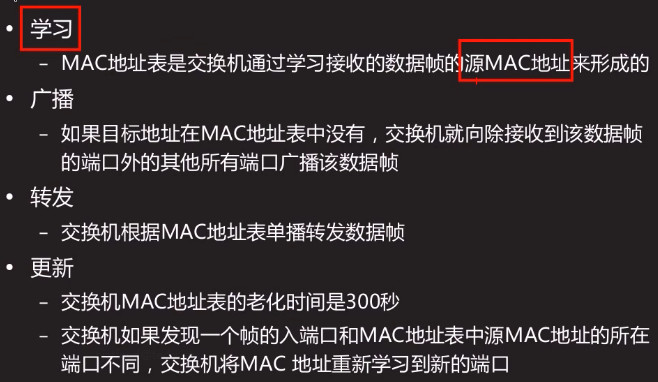 • 学习
– MAC地址表是交换机通过学习接收的数据帧的源MAC地址来形成的
• 广播
– 如果目标地址在MAC地址表中没有，交换机就向除接收到该数据帧
的端口外的其他所有端口广播该数据帧
• 转发
– 交换机根据MAC地址表单播转发数据帧
• 更新
– 交换机MAC地址表的老化时间是300秒
– 交换机如果发现一个帧的入端口和MAC地址表中源MAC地址的所在
端口不同，交换机将MAC 地址重新学习到新的端口